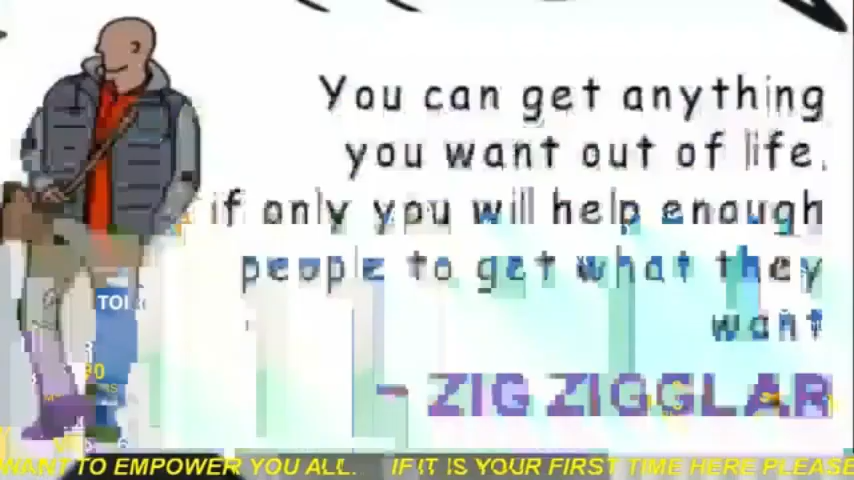 You can get anything
you want out of life.
if only you will help enough
people to get what they
want
- ZIG ZIGGLAR
WANT TO EMPOWER YOU ALL. IF IT IS YOUR FIRST TIME HERE PLEASE